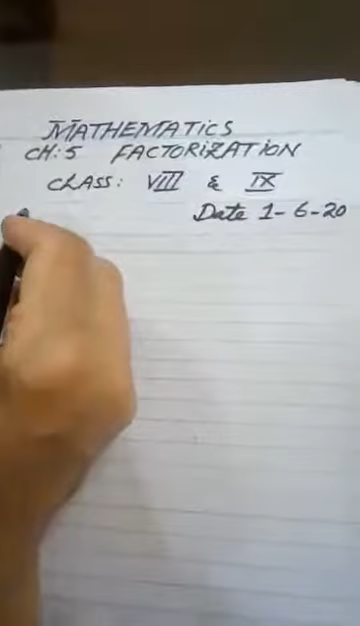 MATHEMATICS
CH:5 FACTORIZATION
CLASS: VIII & IX
Date 1-6-20